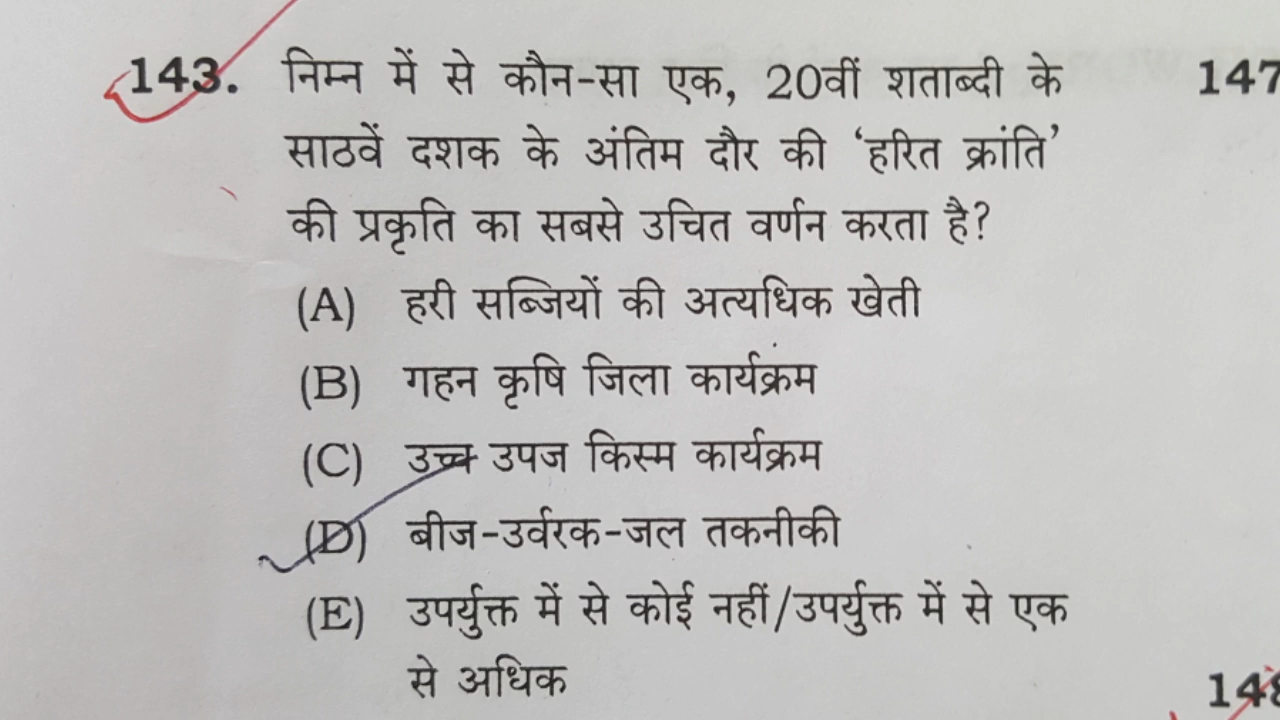 143. निम्न में से कौन-सा एक, 20वीं शताब्दी के
147
साठवें दशक के अंतिम दौर की ‘हरित क्रांति’
की प्रकृति का सबसे उचित वर्णन करता है?
(A) हरी सब्जियों की अत्यधिक खेती
(B) गहन कृषि जिला कार्यक्रम
(C) उच्च उपज किस्म कार्यक्रम
(D) बीज-उर्वरक-जल तकनीकी
(E) उपर्युक्त में से कोई नहीं/उपर्युक्त में से एक
से अधिक
148